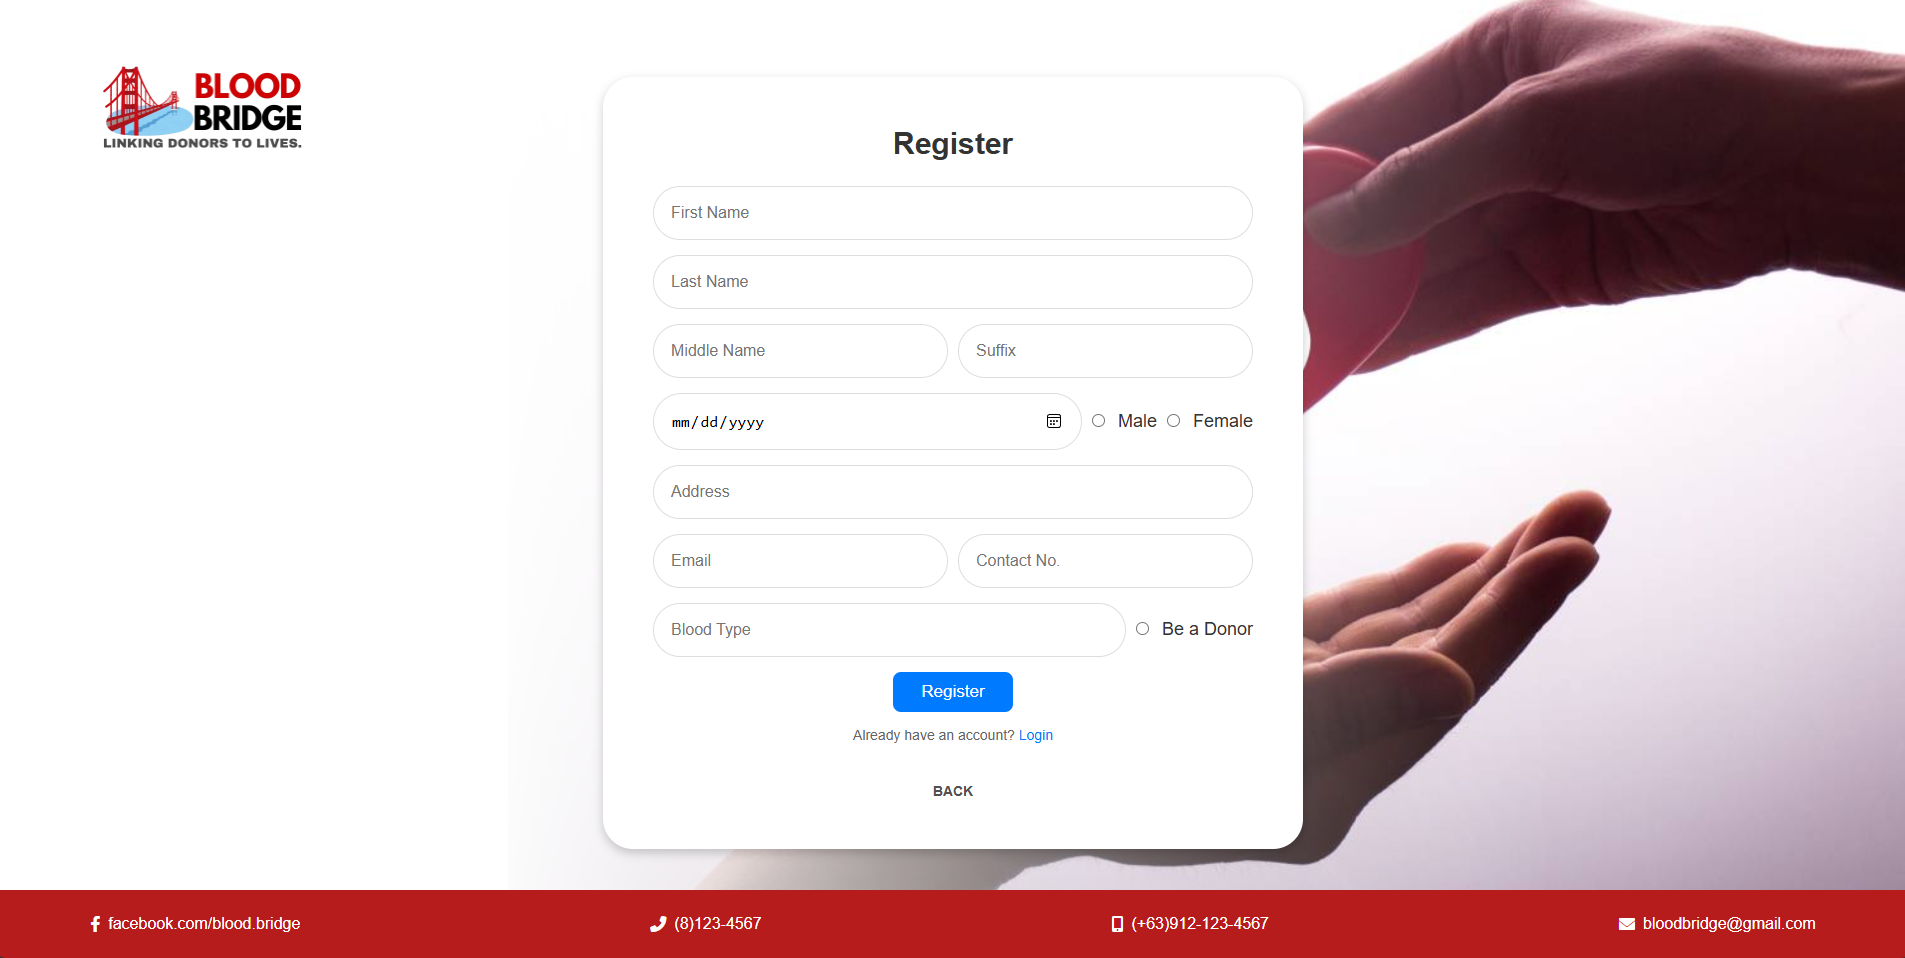 BLOOD
BRIDGE
LINKING DONORS TO LIVES.
Register
First Name
Last Name
Middle Name Suffix
mm/dd/yyyy Male Female
Address
Email Contact No.
Blood Type Be a Donor
Register
Already have an account? Login
BACK
facebook.com/blood.bridge (8)123-4567 (+63)912-123-4567 bloodbridge@gmail.com